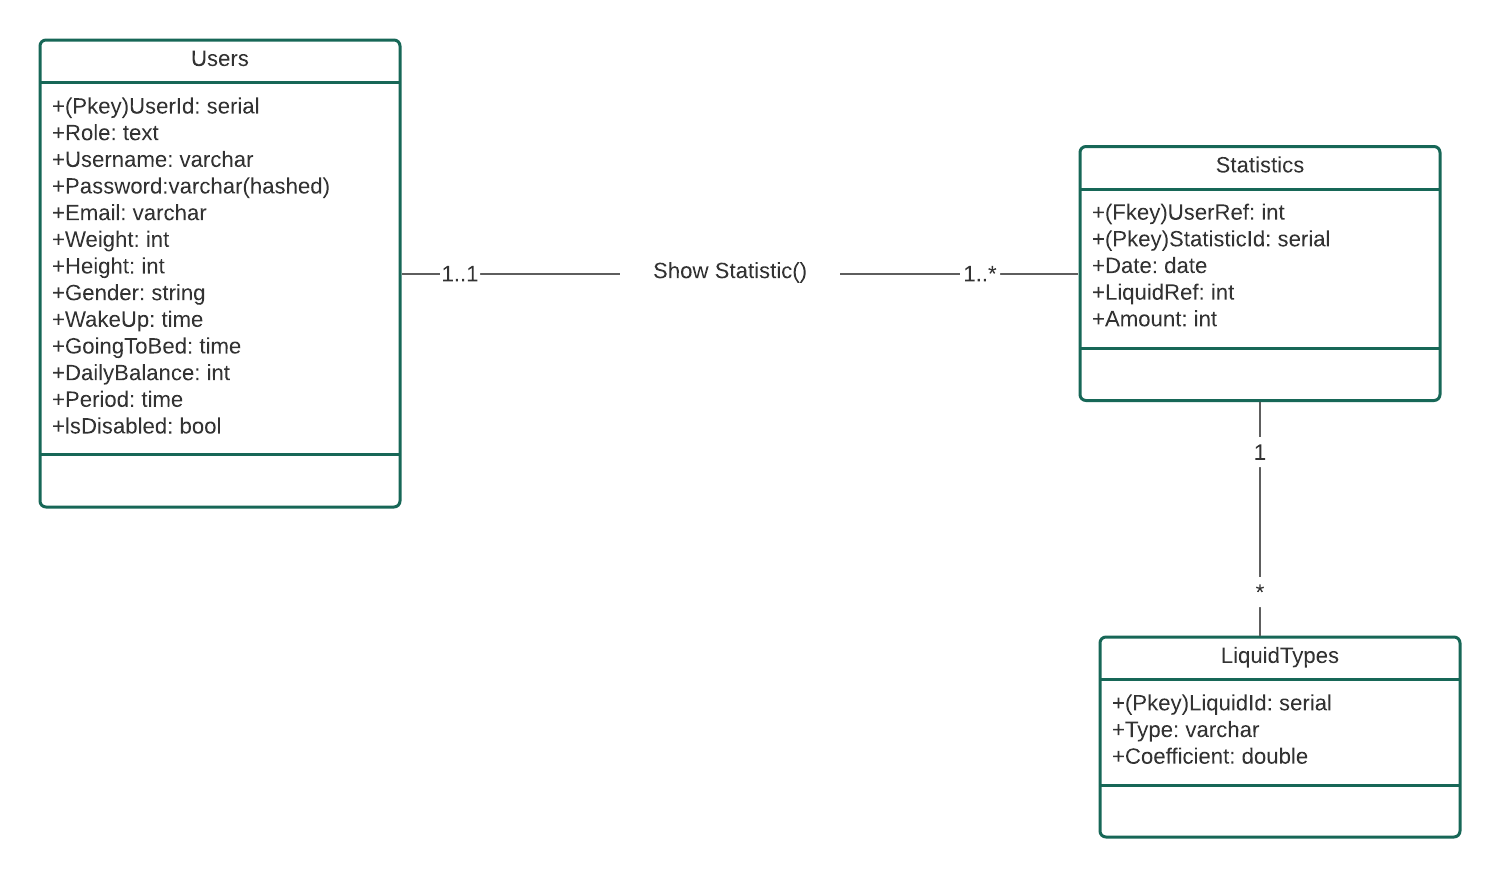 Users
+(Pkey)UserId: serial
+Role: text
+Username: varchar
+Password:varchar(hashed)
+Email: varchar
+Weight: int
+Height: int
+Gender: string
+WakeUp: time
+GoingToBed: time
+DailyBalance: int
+Period: time
+IsDisabled: bool
1..1
Show Statistic()
1..*
Statistics
+(Fkey)UserRef: int
+(Pkey)StatisticId: serial
+Date: date
+LiquidRef: int
+Amount: int
1
*
LiquidTypes
+(Pkey)LiquidId: serial
+Type: varchar
+Coefficient: double